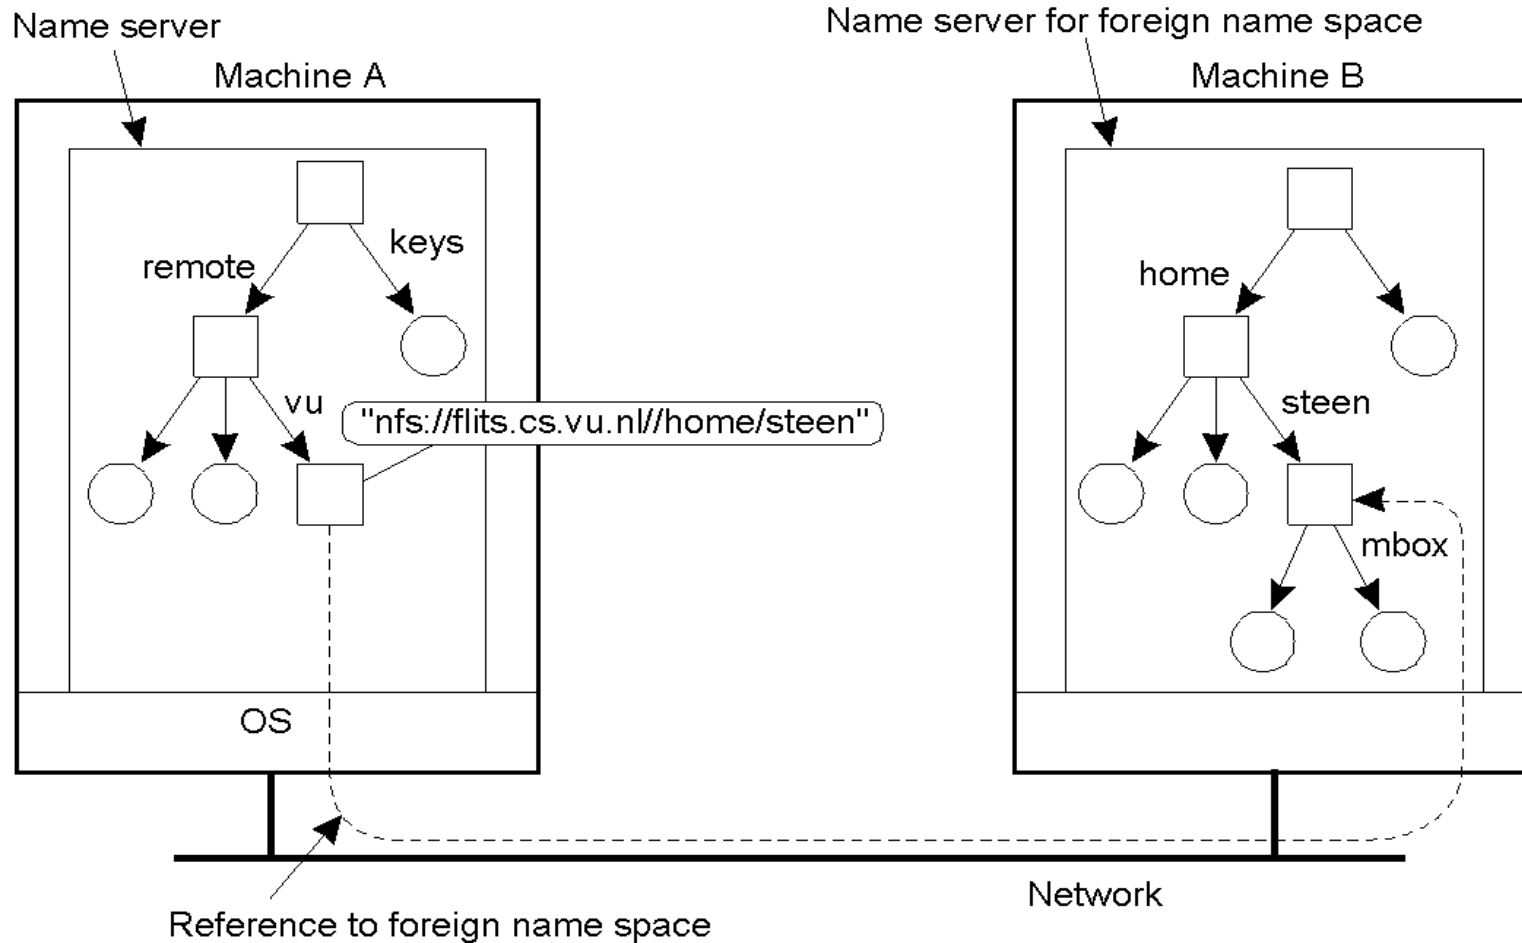 Name server
Name server for foreign name space
Machine A
Machine B
keys
remote
home
vu
"nfs://flits.cs.vu.nl//home/steen"
steen
mbox
OS
Network
Reference to foreign name space